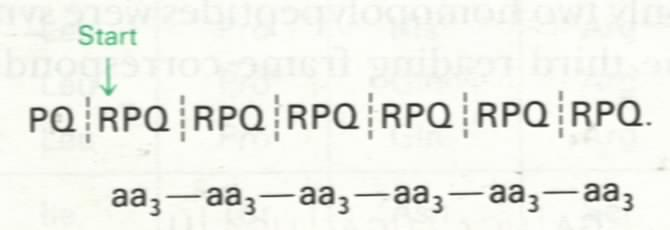 Start
PQ ¦ RPQ ¦ RPQ ¦ RPQ ¦ RPQ ¦ RPQ ¦ RPQ.
aa₃—aa₃—aa₃—aa₃—aa₃—aa₃